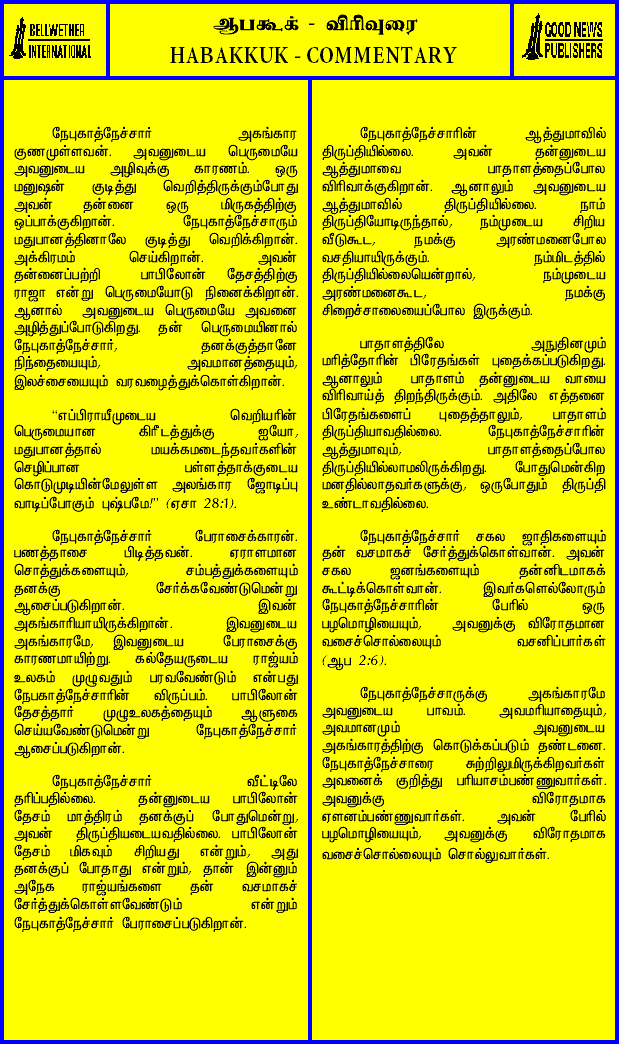 BELLWETHER
INTERNATIONAL
ஆபகூக் - விரிவுரை
HABAKKUK - COMMENTARY
GOOD NEWS
PUBLISHERS
நேபுகாத்நேச்சார் அகங்கார
குணமுள்ளவன். அவனுடைய பெருமையே
அவனுடைய அழிவுக்கு காரணம். ஒரு
மனுஷன் குடித்து வெறித்திருக்கும்போது
அவன் தன்னை ஒரு மிருகத்திற்கு
ஒப்பாக்குகிறான். நேபுகாத்நேச்சாரும்
மதுபானத்தினாலே குடித்து வெறிக்கிறான்.
அக்கிரமம் செய்கிறான். அவன்
தன்னைப்பற்றி பாபிலோன் தேசத்திற்கு
ராஜா என்று பெருமையோடு நினைக்கிறான்.
ஆனால் அவனுடைய பெருமையே அவனை
அழித்துப்போடுகிறது. தன் பெருமையினால்
நேபுகாத்நேச்சார், தனக்குத்தானே
நிந்தையையும், அவமானத்தையும்,
இலச்சையையும் வரவழைத்துக்கொள்கிறான்.
“எப்பிராயீமுடைய வெறியரின்
பெருமையான கிரீடத்துக்கு ஐயோ,
மதுபானத்தால் மயக்கமடைந்தவர்களின்
செழிப்பான பள்ளத்தாக்குடைய
கொடுமுடியின்மேலுள்ள அலங்கார ஜோடிப்பு
வாடிப்போகும் புஷ்பமே!” (ஏசா 28:1).
நேபுகாத்நேச்சார் பேராசைக்காரன்.
பணத்தாசை பிடித்தவன். ஏராளமான
சொத்துக்களையும், சம்பத்துக்களையும்
தனக்கு சேர்க்கவேண்டுமென்று
ஆசைப்படுகிறான். இவன்
அகங்காரியாயிருக்கிறான். இவனுடைய
அகங்காரமே, இவனுடைய பேராசைக்கு
காரணமாயிற்று. கல்தேயருடைய ராஜ்யம்
உலகம் முழுவதும் பரவவேண்டும் என்பது
நேபகாத்நேச்சாரின் விருப்பம். பாபிலோன்
தேசத்தார் முழுஉலகத்தையும் ஆளுகை
செய்யவேண்டுமென்று நேபுகாத்நேச்சார்
ஆசைப்படுகிறான்.
நேபுகாத்நேச்சார் வீட்டிலே
தரிப்பதில்லை. தன்னுடைய பாபிலோன்
தேசம் மாத்திரம் தனக்குப் போதுமென்று,
அவன் திருப்தியடையவதில்லை. பாபிலோன்
தேசம் மிகவும் சிறியது என்றும், அது
தனக்குப் போதாது என்றும், தான் இன்னும்
அநேக ராஜ்யங்களை தன் வசமாகச்
சேர்த்துக்கொள்ளவேண்டும் என்றும்
நேபுகாத்நேச்சார் பேராசைப்படுகிறான்.
நேபுகாத்நேச்சாரின் ஆத்துமாவில்
திருப்தியில்லை. அவன் தன்னுடைய
ஆத்துமாவை பாதாளத்தைப்போல
விரிவாக்குகிறான். ஆனாலும் அவனுடைய
ஆத்துமாவில் திருப்தியில்லை. நாம்
திருப்தியோடிருந்தால், நம்முடைய சிறிய
வீடுகூட, நமக்கு அரண்மனைபோல
வசதியாயிருக்கும். நம்மிடத்தில்
திருப்தியில்லையென்றால், நம்முடைய
அரண்மனைகூட, நமக்கு
சிறைச்சாலையைப்போல இருக்கும்.
பாதாளத்திலே அநுதினமும்
மரித்தோரின் பிரேதங்கள் புதைக்கப்படுகிறது.
ஆனாலும் பாதாளம் தன்னுடைய வாயை
விரிவாய்த் திறந்திருக்கும். அதிலே எத்தனை
பிரேதங்களைப் புதைத்தாலும், பாதாளம்
திருப்தியாவதில்லை. நேபுகாத்நேச்சாரின்
ஆத்துமாவும், பாதாளத்தைப்போல
திருப்தியில்லாமலிருக்கிறது. போதுமென்கிற
மனதில்லாதவர்களுக்கு, ஒருபோதும் திருப்தி
உண்டாவதில்லை.
நேபுகாத்நேச்சார் சகல ஜாதிகளையும்
தன் வசமாகச் சேர்த்துக்கொள்வான். அவன்
சகல ஜனங்களையும் தன்னிடமாகக்
கூட்டிக்கொள்வான். இவர்களெல்லோரும்
நேபுகாத்நேச்சாரின் பேரில் ஒரு
பழமொழியையும், அவனுக்கு விரோதமான
வசைச்சொல்லையும் வசனிப்பார்கள்
(ஆப 2:6).
நேபுகாத்நேச்சாருக்கு அகங்காரமே
அவனுடைய பாவம். அவமரியாதையும்,
அவமானமும் அவனுடைய
அகங்காரத்திற்கு கொடுக்கப்படும் தண்டனை.
நேபுகாத்நேச்சாரை சுற்றிலுமிருக்கிறவர்கள்
அவனைக் குறித்து பரியாசம்பண்ணுவார்கள்.
அவனுக்கு விரோதமாக
ஏளனம்பண்ணுவார்கள். அவன் பேரில்
பழமொழியையும், அவனுக்கு விரோதமாக
வசைச்சொல்லையும் சொல்லுவார்கள்.